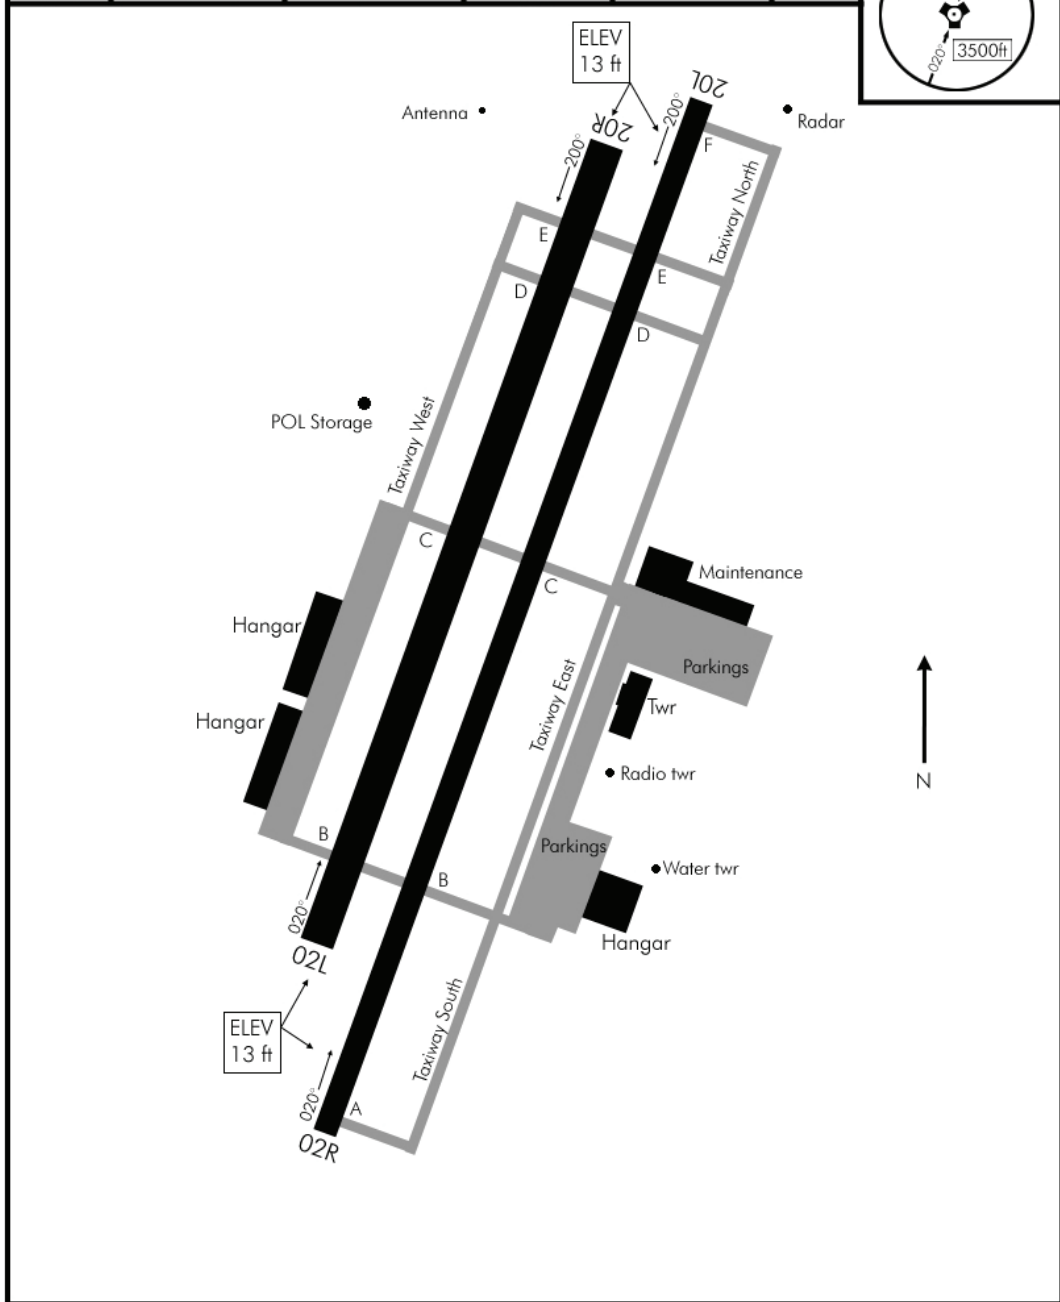 020°
3500ft
ELEV
13 ft
20L
200°
Antenna
Radar
20R
200°
F
Taxiway North
E
E
D
D
POL Storage
Taxiway West
C
C
Maintenance
Hangar
Parkings
Taxiway East
Hangar
Twr
Radio twr
N
B
Parkings
B
Water twr
020°
Hangar
02L
Taxiway South
ELEV
13 ft
020°
A
02R